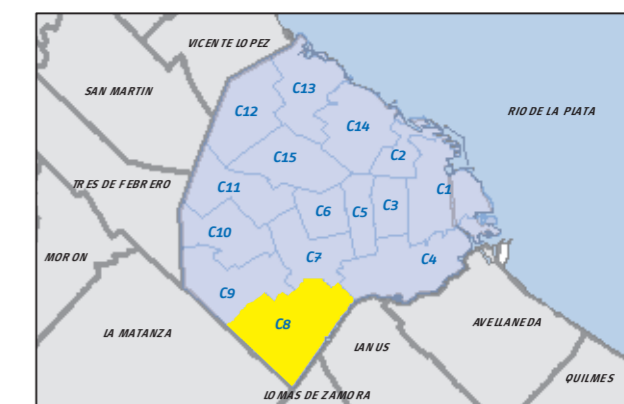 VICENTE LOPEZ
C13
SAN MARTIN
C12
RIO DE LA PLATA
C14
C2
C15
TRES DE FEBRERO
C11
C1
C6
C5
C3
C10
MORON
C7
C4
C9
C8
AVELLANEDA
LA MATANZA
LANUS
QUILMES
LOMAS DE ZAMORA